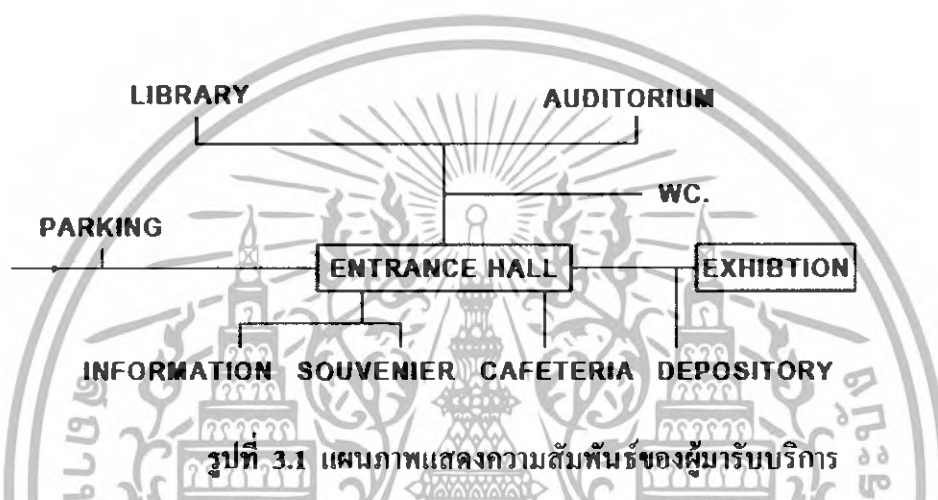 LIBRARY AUDITORIUM
WC.
PARKING
ENTRANCE HALL EXHIBTION
INFORMATION SOUVENIER CAFETERIA DEPOSITORY
รูปที่ 3.1 แผนภาพแสดงความสัมพันธ์ของผู้มารับบริการ